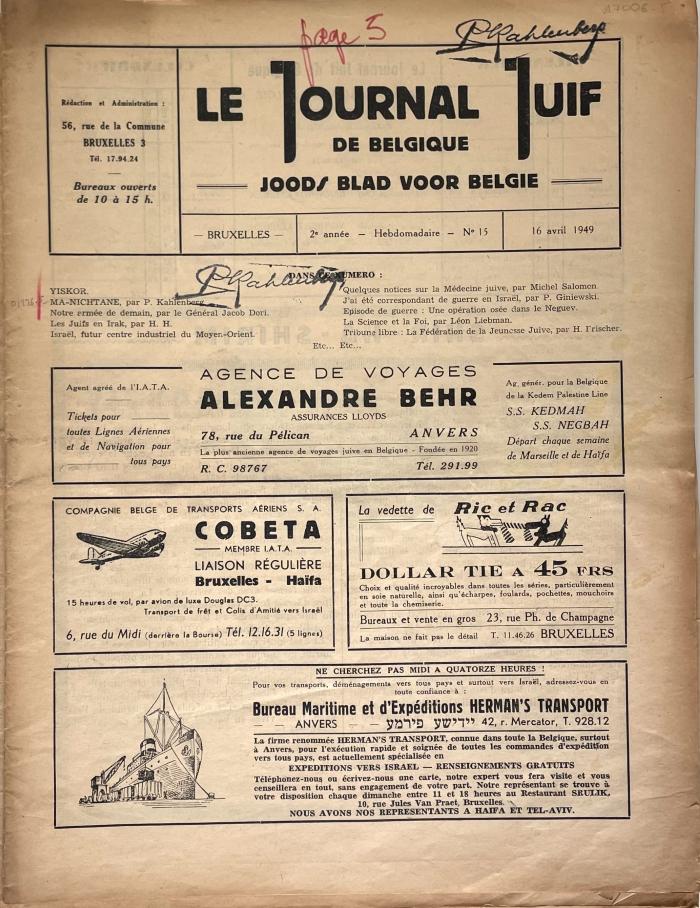 page 5
P. Kahlenberg
Rédaction et Administration :
56, rue de la Commune
BRUXELLES 3
Tél. 17.94.24
Bureaux ouverts
de 10 à 15 h.
LE JOURNAL JUIF
DE BELGIQUE
JOODS BLAD VOOR BELGIE
— BRUXELLES —
2e année — Hebdomadaire — No 15
16 avril 1949
DANS CE NUMERO :
P. Kahlenberg
YISKOR.
MA-NICHTANE, par P. Kahlenberg
Notre armée de demain, par le Général Jacob Dori.
Les Juifs en Irak, par H. H.
Israël, futur centre industriel du Moyen-Orient.
Quelques notices sur la Médecine juive, par Michel Salomon.
J'ai été correspondant de guerre en Israël, par P. Giniewski.
Episode de guerre : Une opération osée dans le Neguev.
La Science et la Foi, par Léon Liebman.
Tribune libre : La Fédération de la Jeunesse Juive, par H. Frischer.
Etc... Etc...
Agent agréé de l'I.A.T.A.
Tickets pour
toutes Lignes Aériennes
et de Navigation pour
tous pays
AGENCE DE VOYAGES
ALEXANDRE BEHR
ASSURANCES LLOYDS
78, rue du Pélican ANVERS
La plus ancienne agence de voyages juive en Belgique - Fondée en 1920
R. C. 98767 Tél. 291.99
Ag. génér. pour la Belgique
de la Kedem Palestine Line
S.S. KEDMAH
S.S. NEGBAH
Départ chaque semaine
de Marseille et de Haïfa
COMPAGNIE BELGE DE TRANSPORTS AÉRIENS S. A.
COBETA
— MEMBRE I.A.T.A. —
LIAISON RÉGULIÈRE
Bruxelles - Haïfa
15 heures de vol, par avion de luxe Douglas DC3.
Transport de frêt et Colis d'Amitié vers Israël
6, rue du Midi (derrière la Bourse) Tél. 12.16.31 (5 lignes)
La vedette de Ric et Rac
DOLLAR TIE A 45 FRS
Choix et qualité incroyables dans toutes les séries, particulièrement
en soie naturelle, ainsi qu'écharpes, foulards, pochettes, mouchoirs
et toute la chemiserie.
Bureaux et vente en gros 23, rue Ph. de Champagne
La maison ne fait pas le détail T. 11.46.26 BRUXELLES
NE CHERCHEZ PAS MIDI A QUATORZE HEURES !
Pour vos transports, déménagements vers tous pays et surtout vers Israël, adressez-vous en
toute confiance à :
Bureau Maritime et d'Expéditions HERMAN'S TRANSPORT
— — ANVERS — — יידישע פירמע 42, r. Mercator, T. 928.12
La firme renommée HERMAN'S TRANSPORT, connue dans toute la Belgique, surtout
à Anvers, pour l'exécution rapide et soignée de toutes les commandes d'expédition
vers tous pays, est actuellement spécialisée en
EXPEDITIONS VERS ISRAEL — RENSEIGNEMENTS GRATUITS
Téléphonez-nous ou écrivez-nous une carte, notre expert vous fera visite et vous
conseillera en tout, sans engagement de votre part. Notre représentant se trouve à
votre disposition chaque dimanche entre 11 et 18 heures au Restaurant SRULIK,
10, rue Jules Van Praet, Bruxelles.
NOUS AVONS NOS REPRESENTANTS A HAIFA ET TEL-AVIV.